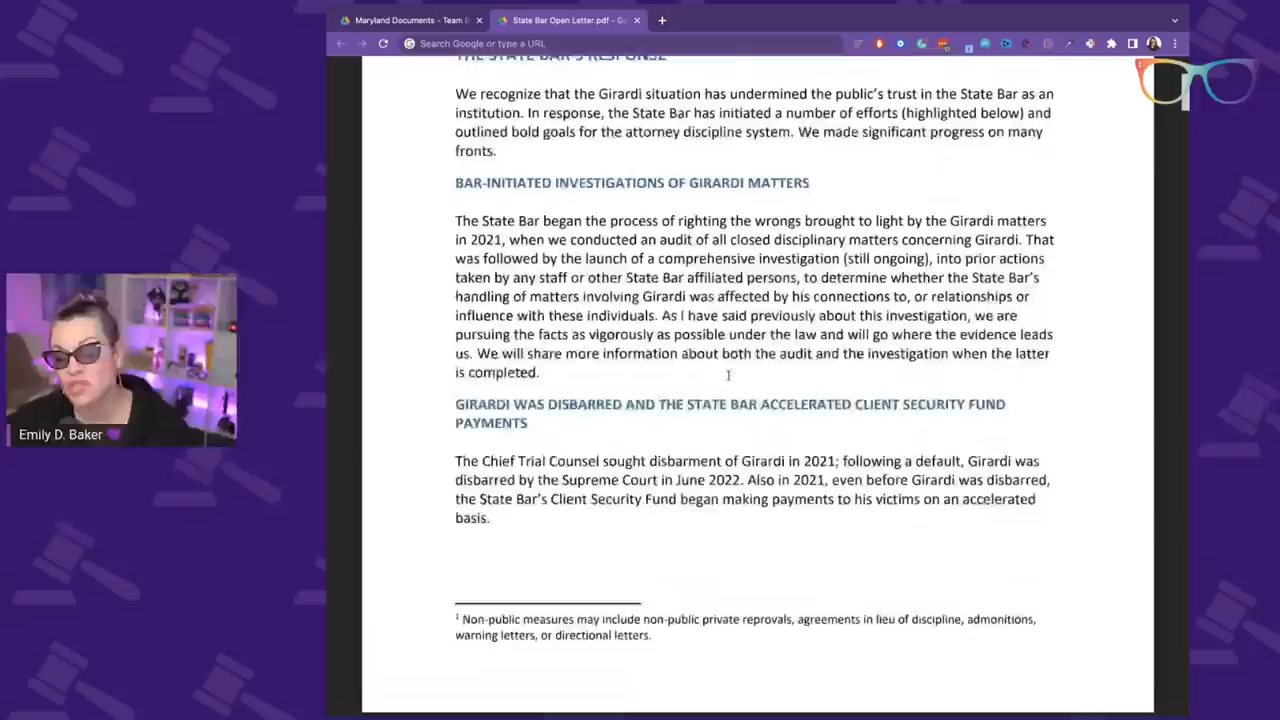 Maryland Documents - Team D
State Bar Open Letter.pdf - Go
Search Google or type a URL
THE STATE BAR'S RESPONSE
We recognize that the Girardi situation has undermined the public's trust in the State Bar as an
institution. In response, the State Bar has initiated a number of efforts (highlighted below) and
outlined bold goals for the attorney discipline system. We made significant progress on many
fronts.
BAR-INITIATED INVESTIGATIONS OF GIRARDI MATTERS
The State Bar began the process of righting the wrongs brought to light by the Girardi matters
in 2021, when we conducted an audit of all closed disciplinary matters concerning Girardi. That
was followed by the launch of a comprehensive investigation (still ongoing), into prior actions
taken by any staff or other State Bar affiliated persons, to determine whether the State Bar's
handling of matters involving Girardi was affected by his connections to, or relationships or
influence with these individuals. As I have said previously about this investigation, we are
pursuing the facts as vigorously as possible under the law and will go where the evidence leads
us. We will share more information about both the audit and the investigation when the latter
is completed.
GIRARDI WAS DISBARRED AND THE STATE BAR ACCELERATED CLIENT SECURITY FUND
PAYMENTS
The Chief Trial Counsel sought disbarment of Girardi in 2021; following a default, Girardi was
disbarred by the Supreme Court in June 2022. Also in 2021, even before Girardi was disbarred,
the State Bar's Client Security Fund began making payments to his victims on an accelerated
basis.
1 Non-public measures may include non-public private reprovals, agreements in lieu of discipline, admonitions,
warning letters, or directional letters.
Emily D. Baker